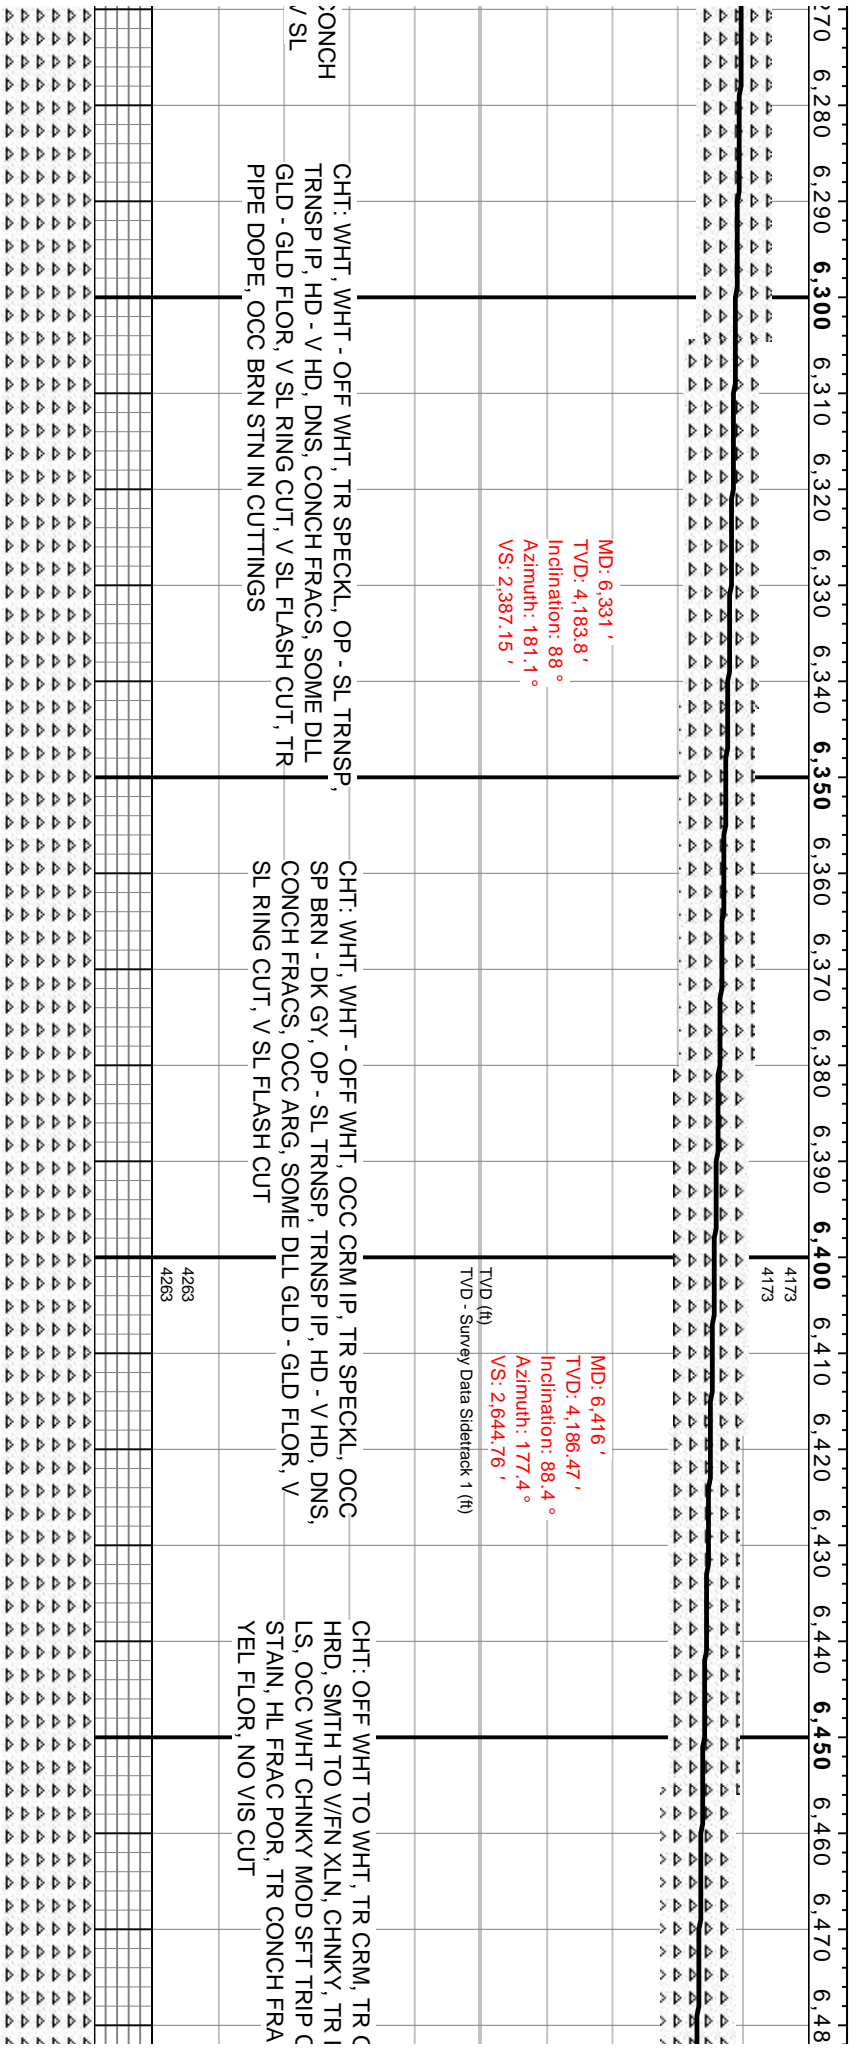 6,280
6,290
6,300
6,310
6,320
6,330
6,340
6,350
6,360
6,370
6,380
6,390
6,400
6,410
6,420
6,430
6,440
6,450
6,460
6,470
4173
4173
MD: 6,331 '
TVD: 4,183.8 '
Inclination: 88 °
Azimuth: 181.1 °
VS: 2,387.15 '
MD: 6,416 '
TVD: 4,186.47 '
Inclination: 88.4 °
Azimuth: 177.4 °
VS: 2,644.76 '
TVD (ft)
TVD - Survey Data Sidetrack 1 (ft)
CONCH
V SL
CHT: WHT, WHT - OFF WHT, TR SPECKL, OP - SL TRNSP,
TRNSP IP, HD - V HD, DNS, CONCH FRACS, SOME DLL
GLD - GLD FLOR, V SL RING CUT, V SL FLASH CUT, TR
PIPE DOPE, OCC BRN STN IN CUTTINGS
CHT: WHT, WHT - OFF WHT, OCC CRM IP, TR SPECKL, OCC
SP BRN - DK GY, OP - SL TRNSP, TRNSP IP, HD - V HD, DNS,
CONCH FRACS, OCC ARG, SOME DLL GLD - GLD FLOR, V
SL RING CUT, V SL FLASH CUT
CHT: OFF WHT TO WHT, TR CRM, TR
HRD, SMTH TO V/FN XLN, CHNKY, TR
LS, OCC WHT CHNKY MOD SFT TRIP
STAIN, HL FRAC POR, TR CONCH FRA
YEL FLOR, NO VIS CUT
4263
4263